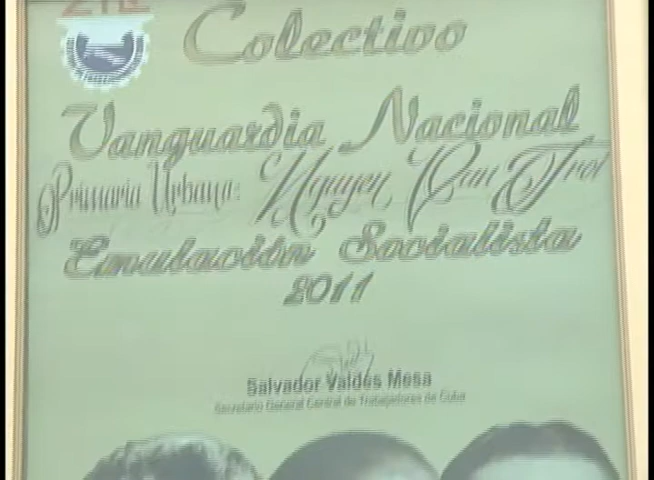 Colectivo
Vanguardia Nacional
Primaria Urbana: Nguyen Van Troi
Emulación Socialista
2011
Salvador Valdés Mesa
Secretario General Central de Trabajadores de Cuba